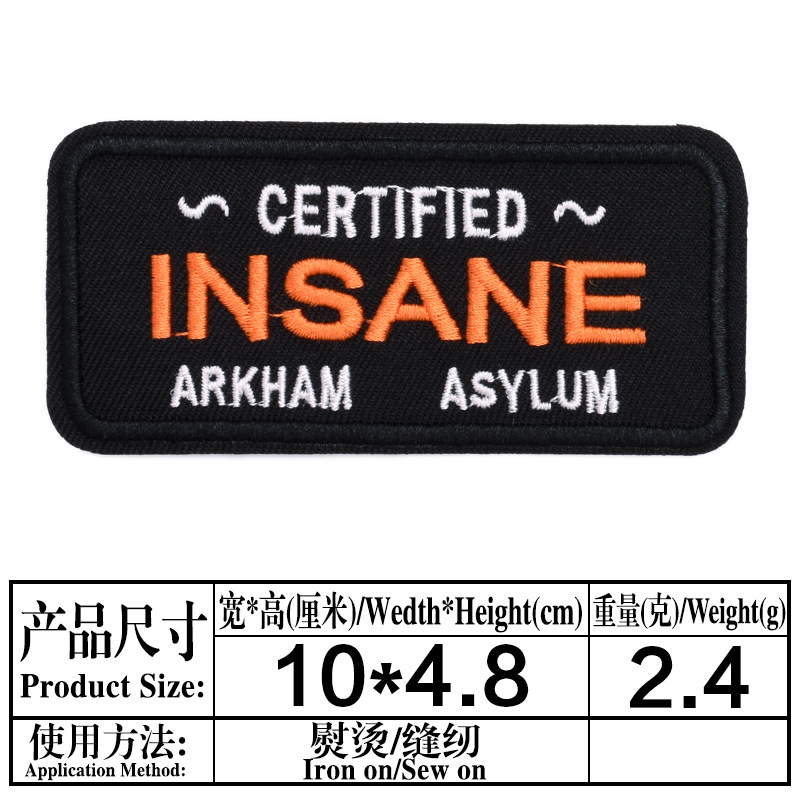 ~ CERTIFIED ~
INSANE
ARKHAM ASYLUM
产品尺寸
Product Size:
宽*高(厘米)/Wedth*Height(cm)
重量(克)/Weight(g)
10*4.8
2.4
使用方法:
Application Method:
熨烫/缝纫
Iron on/Sew on